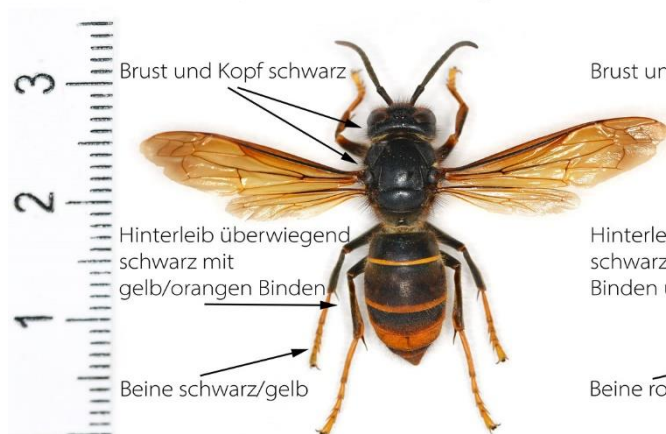 3
2
1
Brust und Kopf schwarz
Hinterleib überwiegend
schwarz mit
gelb/orangen Binden
Beine schwarz/gelb
Brust un
Hinterle
schwarz
Binden u
Beine ro